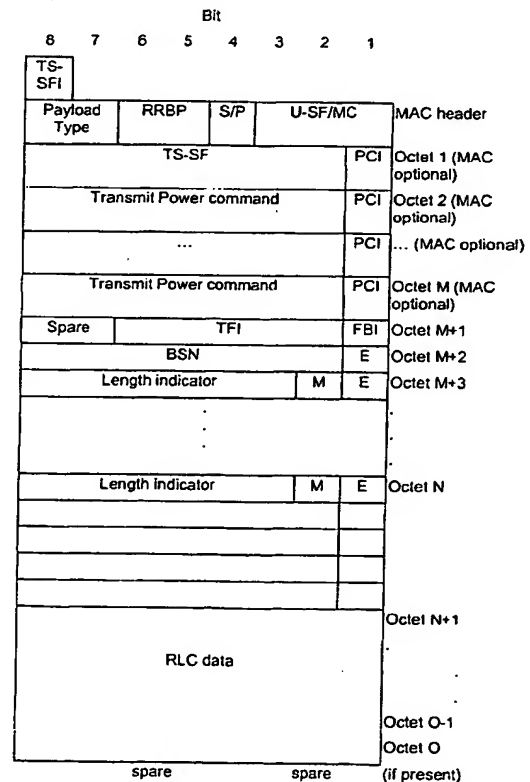 Bit
8 7 6 5 4 3 2 1
TS-
SFI
Payload RRBP S/P U-SF/MC MAC header
Type
TS-SF PCI Octet 1 (MAC
optional)
Transmit Power command PCI Octet 2 (MAC
optional)
... PCI ... (MAC optional)
Transmit Power command PCI Octet M (MAC
optional)
Spare TFI FBI Octet M+1
BSN E Octet M+2
Length indicator M E Octet M+3
Length indicator M E Octet N
Octet N+1
RLC data
Octet O-1
Octet O
spare spare (if present)